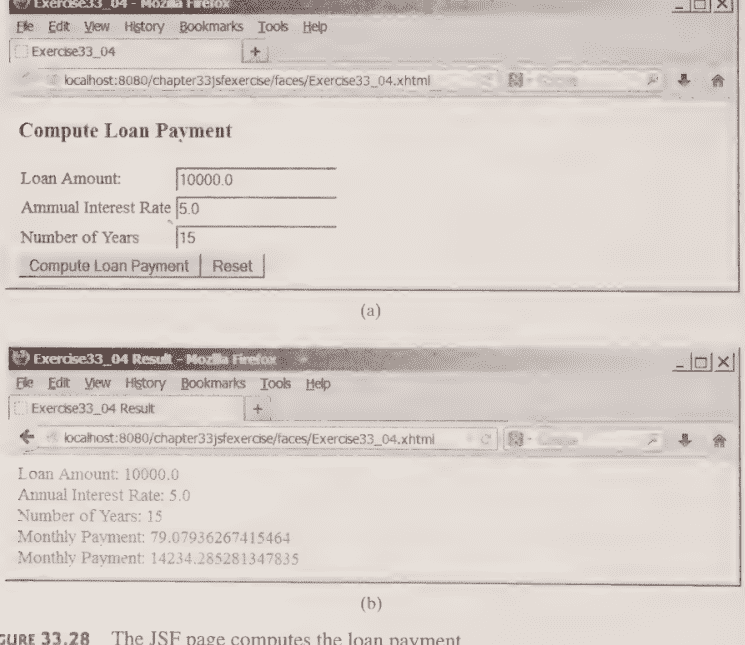 Exercise33_04 - Mozilla Firefox
File Edit View History Bookmarks Tools Help
Exercise33_04 +
localhost:8080/chapter33jsfexercise/faces/Exercise33_04.xhtml
Compute Loan Payment
Loan Amount: 10000.0
Ammual Interest Rate 5.0
Number of Years 15
Compute Loan Payment Reset
(a)
Exercise33_04 Result - Mozilla Firefox
File Edit View History Bookmarks Tools Help
Exercise33_04 Result +
localhost:8080/chapter33jsfexercise/faces/Exercise33_04.xhtml
Loan Amount: 10000.0
Annual Interest Rate: 5.0
Number of Years: 15
Monthly Payment: 79.07936267415464
Monthly Payment: 14234.285281347835
(b)
GURE 33.28 The JSF page computes the loan payment